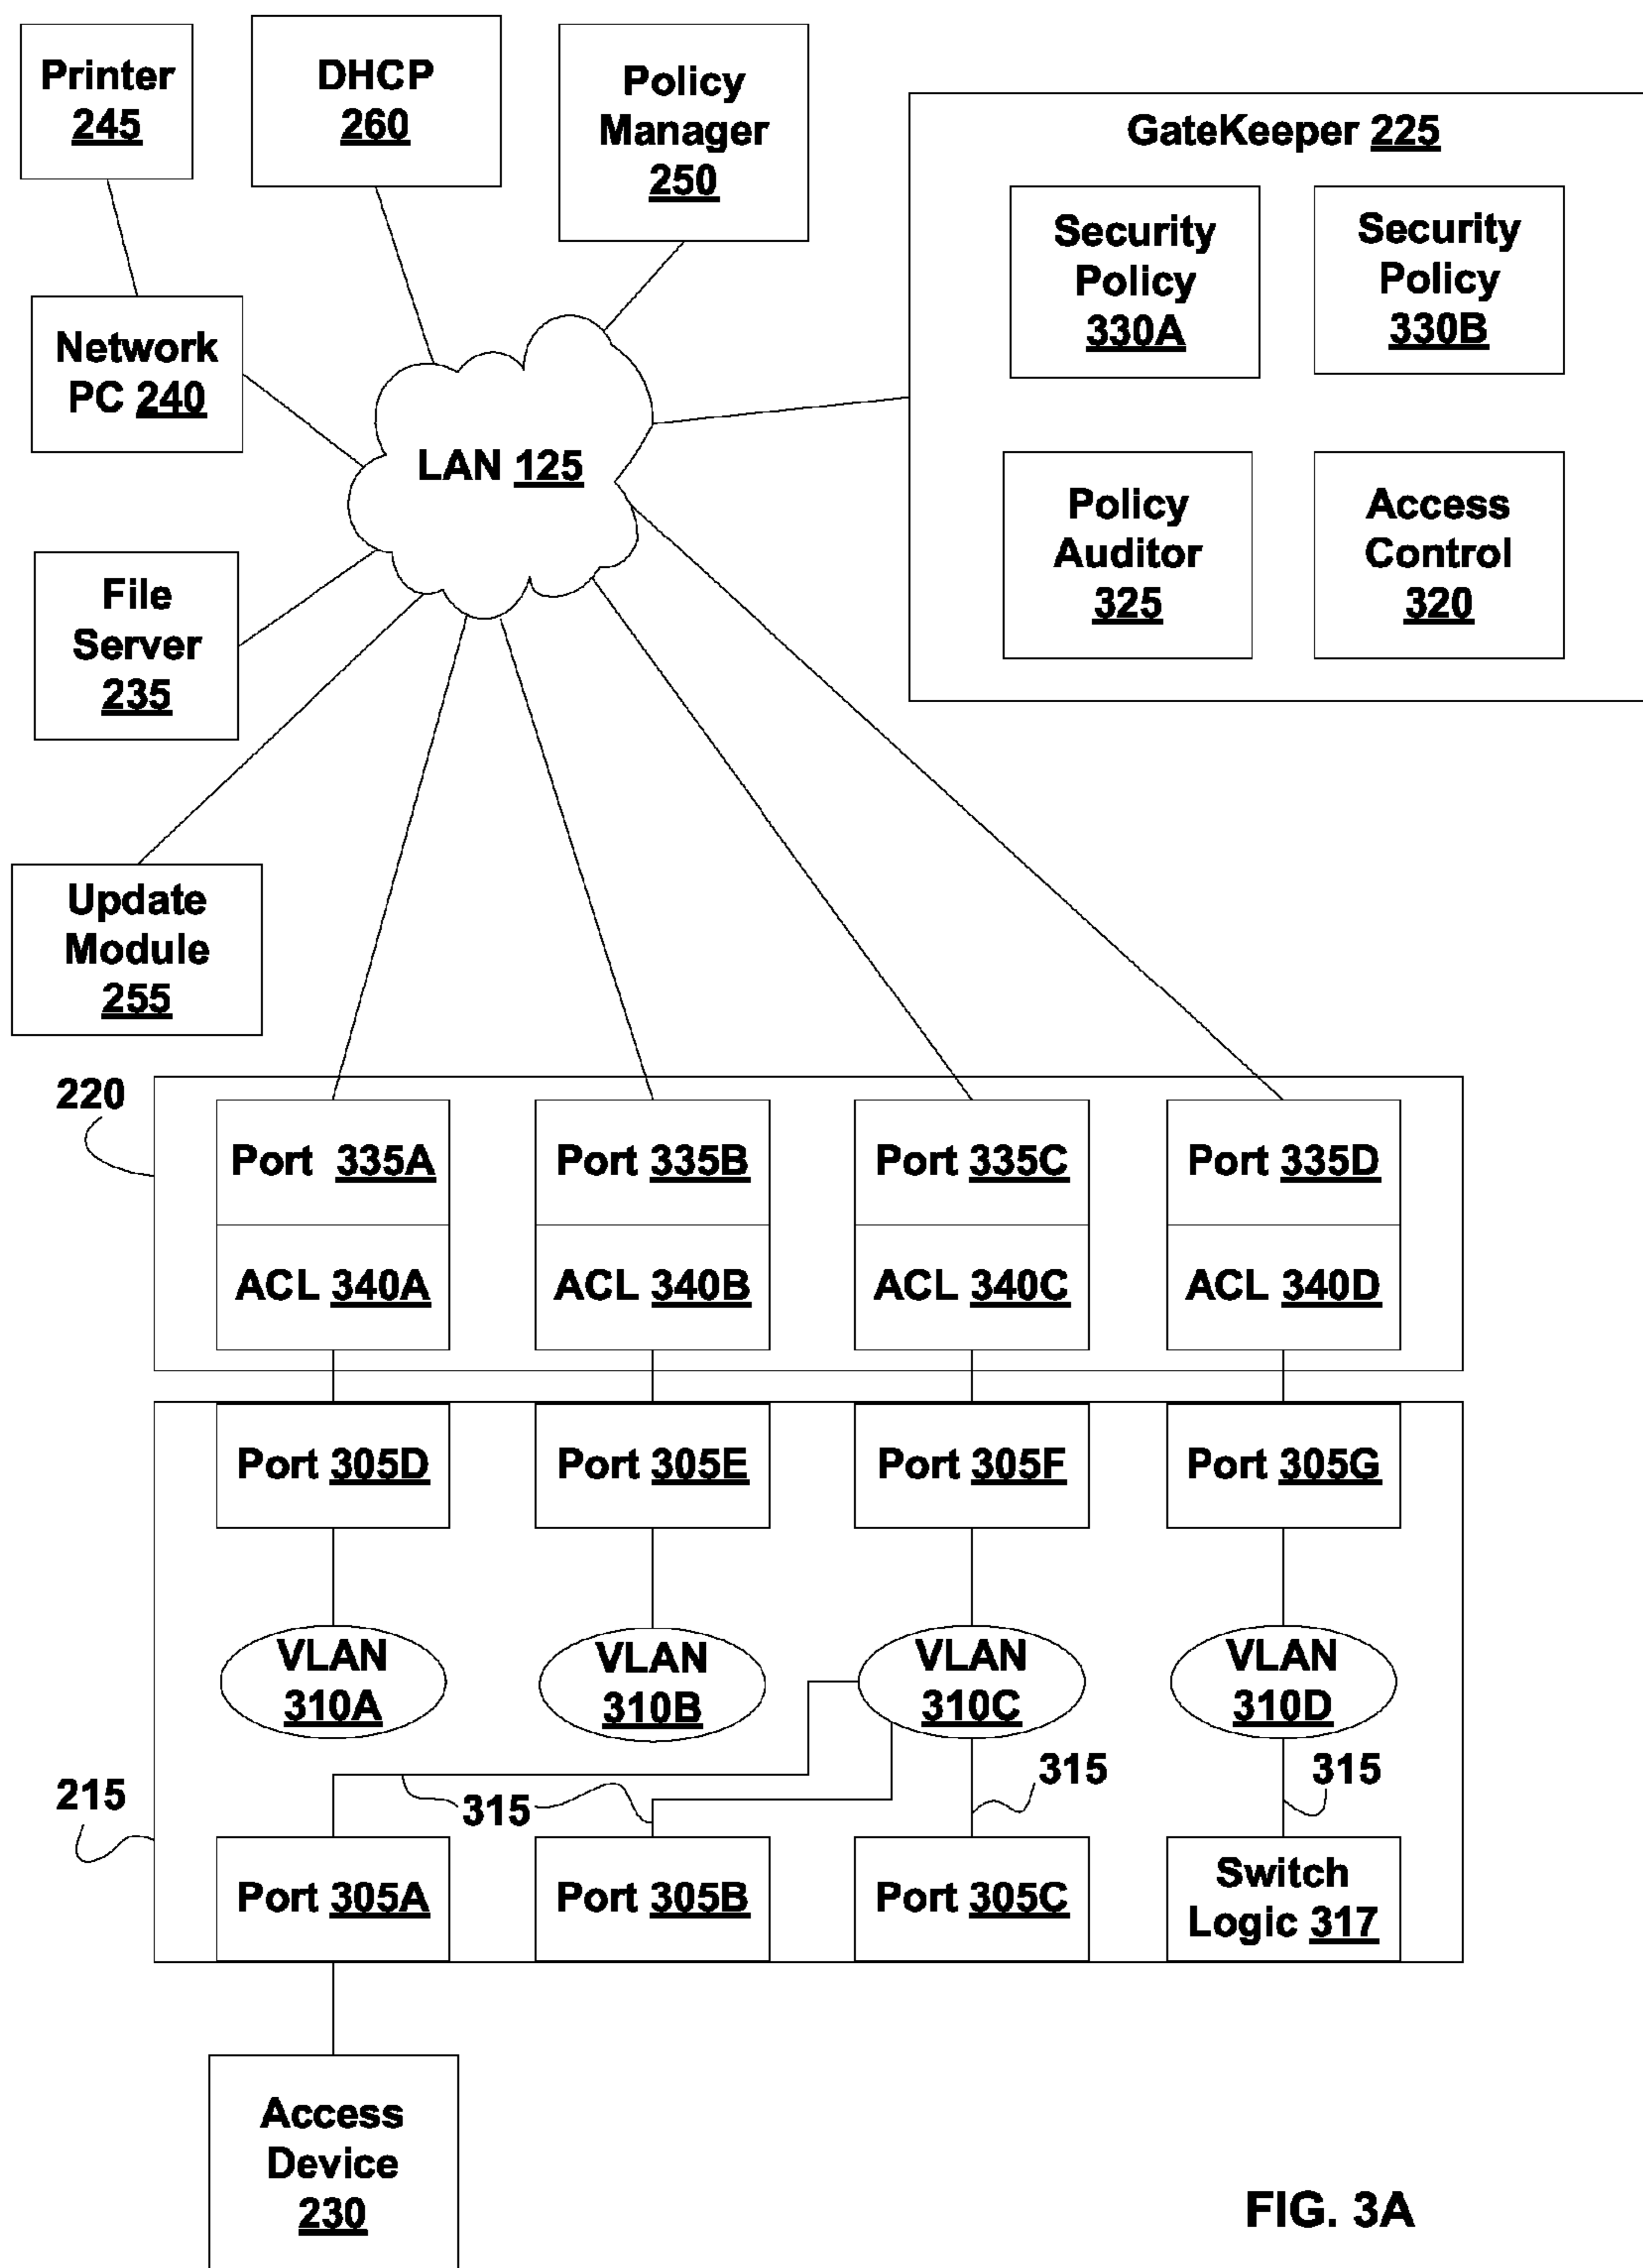 Printer
245
DHCP
260
Policy
Manager
250
GateKeeper 225
Security
Policy
330A
Security
Policy
330B
Network
PC 240
LAN 125
Policy
Auditor
325
Access
Control
320
File
Server
235
Update
Module
255
220
Port 335A
Port 335B
Port 335C
Port 335D
ACL 340A
ACL 340B
ACL 340C
ACL 340D
Port 305D
Port 305E
Port 305F
Port 305G
VLAN
310A
VLAN
310B
VLAN
310C
VLAN
310D
215
315
315
315
Port 305A
Port 305B
Port 305C
Switch
Logic 317
Access
Device
230
FIG. 3A